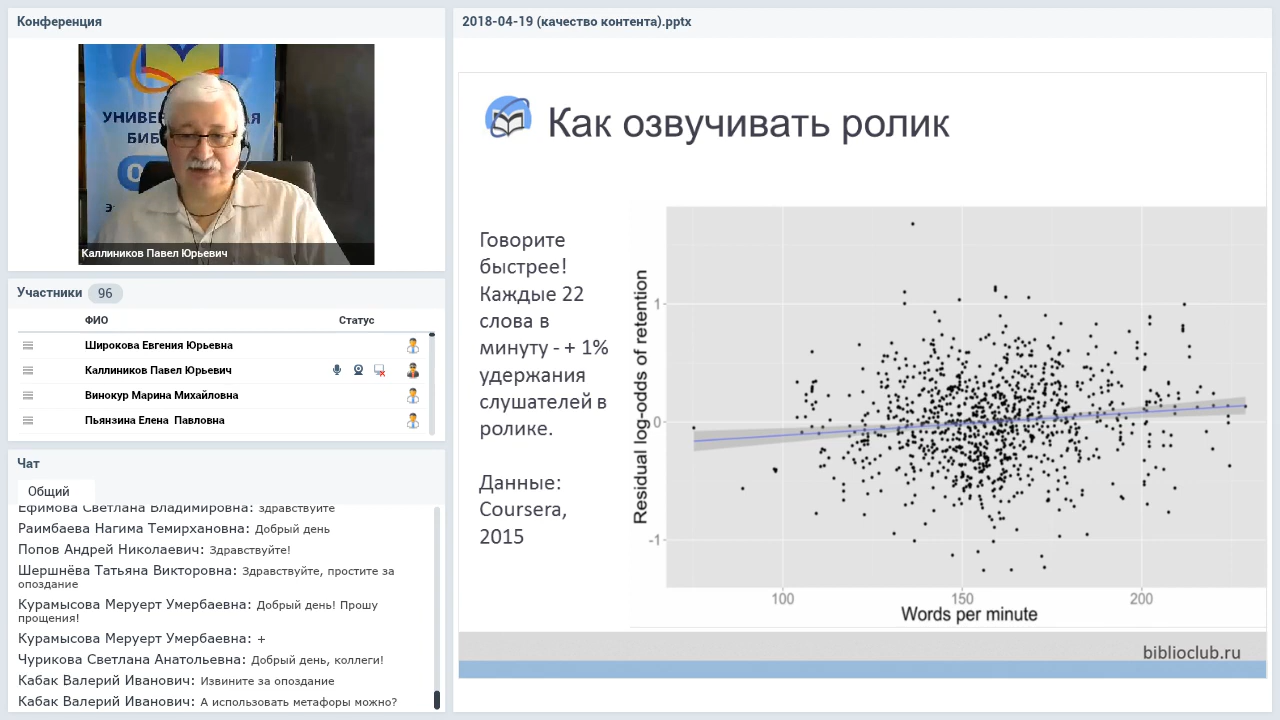 Конференция
УНИВЕ
АЯ
БИБ
О
Э
Каллиников Павел Юрьевич
Участники 96
ФИО Статус
Широкова Евгения Юрьевна
Каллиников Павел Юрьевич
Винокур Марина Михайловна
Пьянзина Елена Павловна
Чат
Общий
Ефимова Светлана Владимировна: здравствуйте
Раимбаева Нагима Темирхановна: Добрый день
Попов Андрей Николаевич: Здравствуйте!
Шершнёва Татьяна Викторовна: Здравствуйте, простите за
опоздание
Курамысова Меруерт Умербаевна: Добрый день! Прошу
прощения!
Курамысова Меруерт Умербаевна: +
Чурикова Светлана Анатольевна: Добрый день, коллеги!
Кабак Валерий Иванович: Извините за опоздание
Кабак Валерий Иванович: А использовать метафоры можно?
2018-04-19 (качество контента).pptx
Как озвучивать ролик
Говорите
быстрее!
Каждые 22
слова в
минуту - + 1%
удержания
слушателей в
ролике.
Данные:
Coursera,
2015
Residual log-odds of retention
1
0
-1
100 150 200
Words per minute
biblioclub.ru